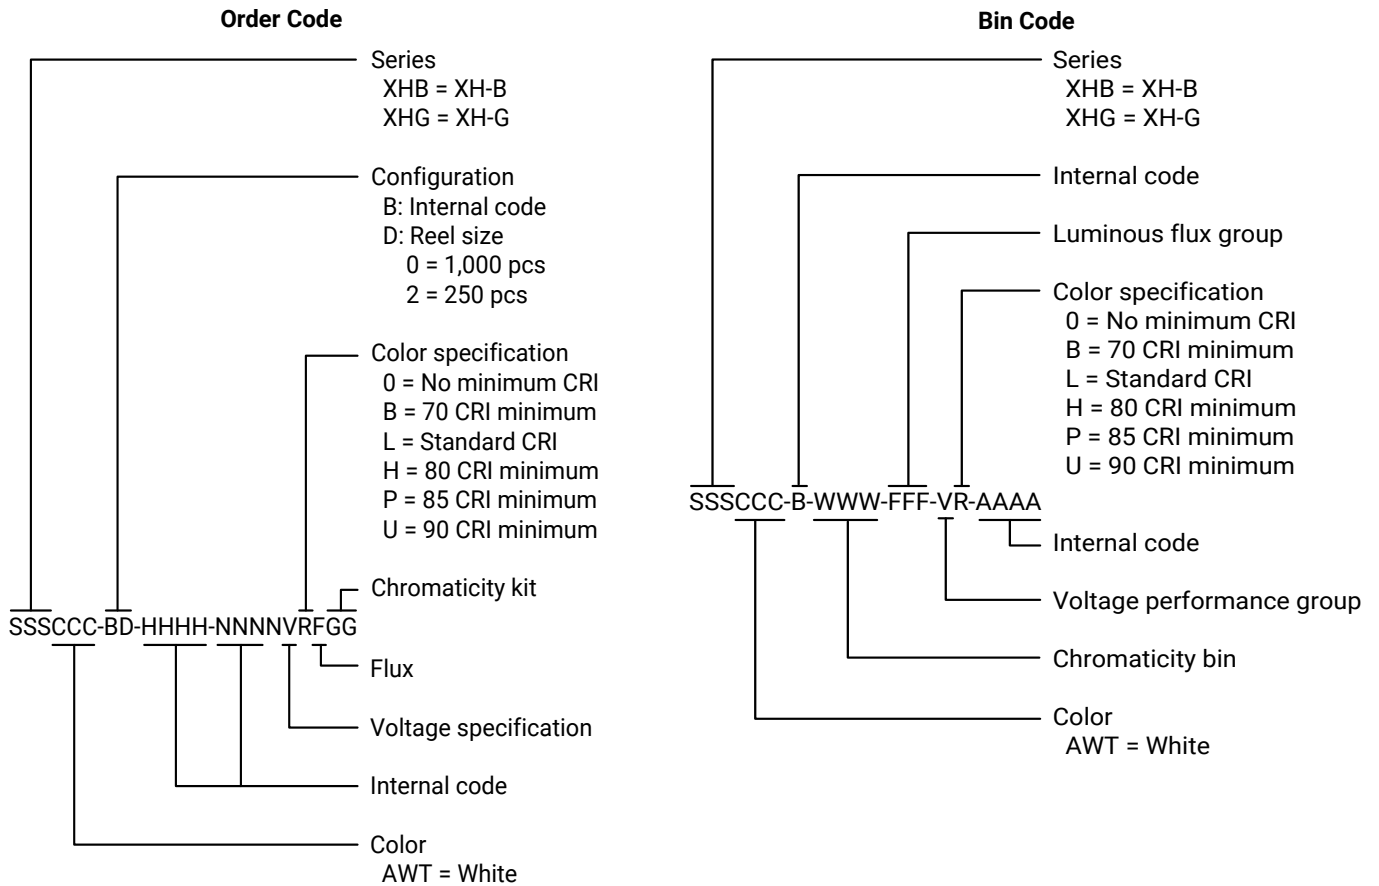 Order Code
Series
XHB = XH-B
XHG = XH-G
Configuration
B: Internal code
D: Reel size
0 = 1,000 pcs
2 = 250 pcs
Color specification
0 = No minimum CRI
B = 70 CRI minimum
L = Standard CRI
H = 80 CRI minimum
P = 85 CRI minimum
U = 90 CRI minimum
Chromaticity kit
SSSCCC-BD-HHHH-NNNNVRFGG
Flux
Voltage specification
Internal code
Color
AWT = White
Bin Code
Series
XHB = XH-B
XHG = XH-G
Internal code
Luminous flux group
Color specification
0 = No minimum CRI
B = 70 CRI minimum
L = Standard CRI
H = 80 CRI minimum
P = 85 CRI minimum
U = 90 CRI minimum
SSSCCC-B-WWW-FFF-VR-AAAA
Internal code
Voltage performance group
Chromaticity bin
Color
AWT = White